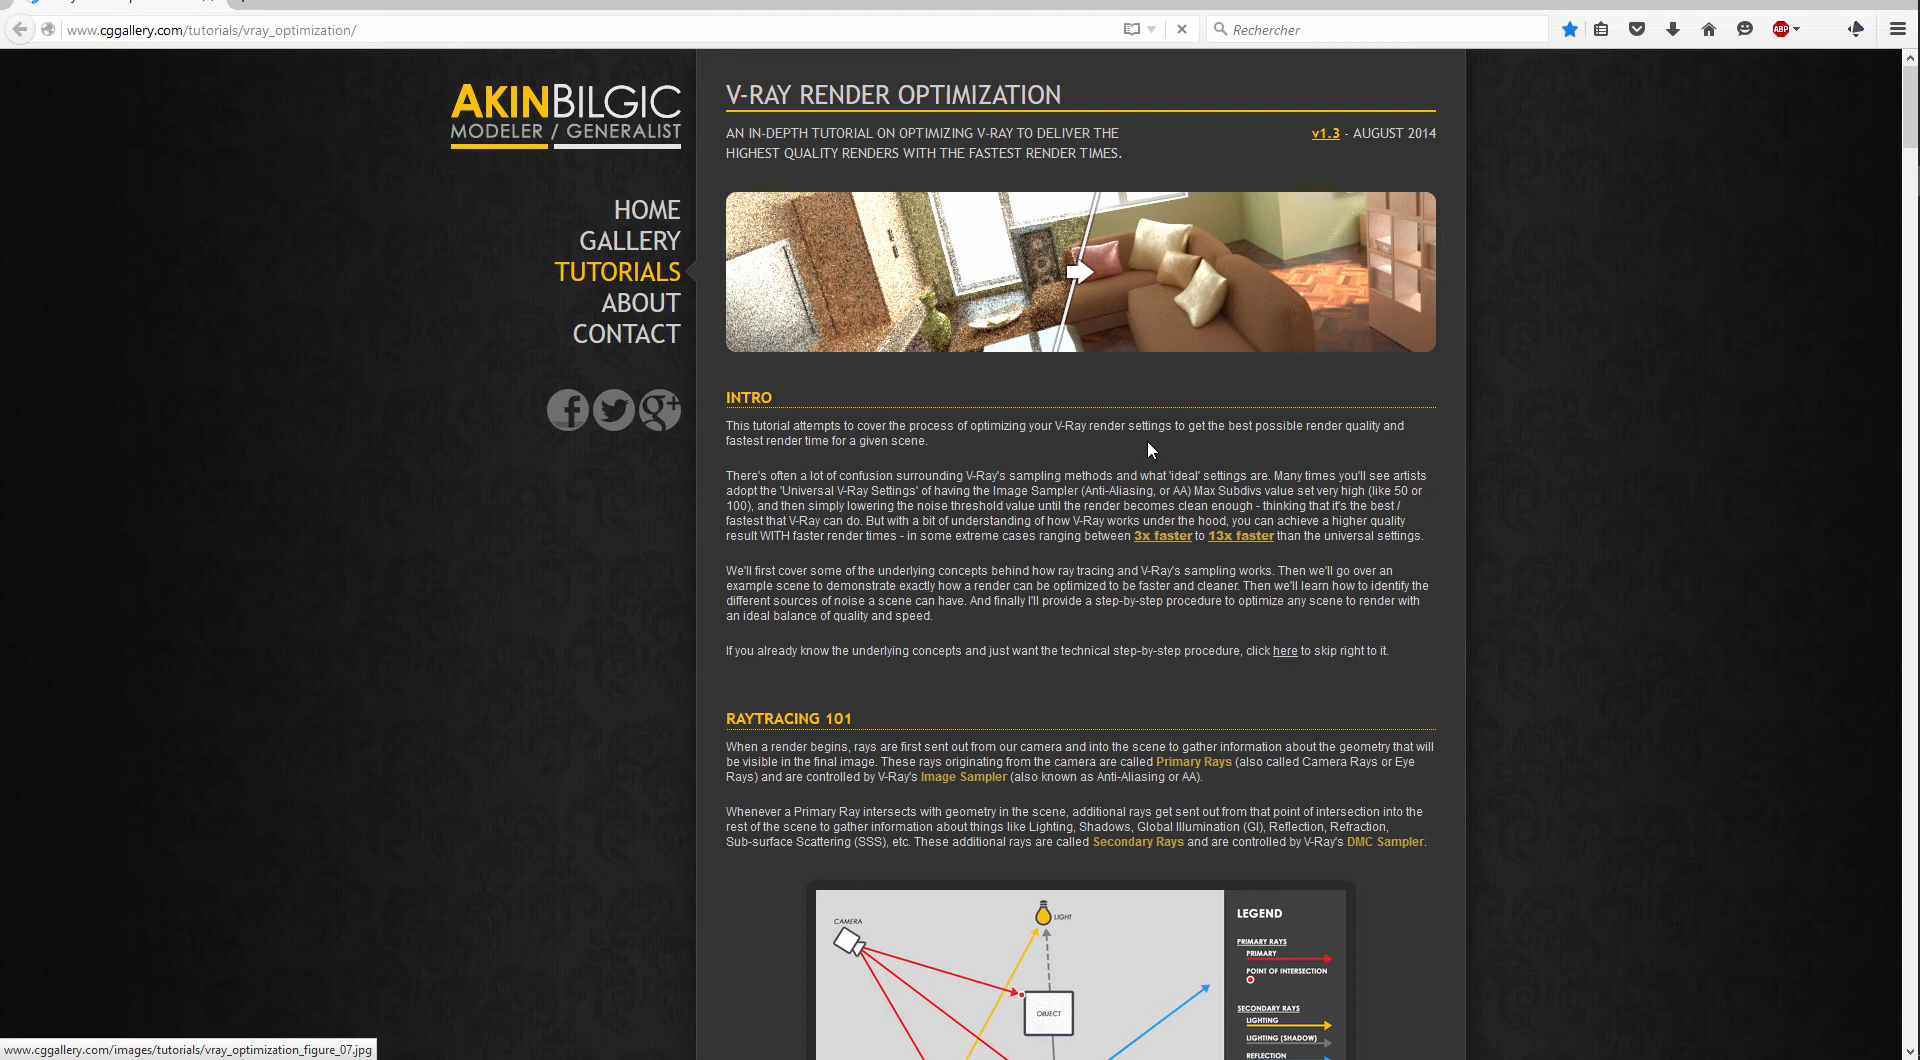 www.cggallery.com/tutorials/vray_optimization/
Rechercher
ABP
AKINBILGIC
MODELER / GENERALIST
HOME
GALLERY
TUTORIALS
ABOUT
CONTACT
V-RAY RENDER OPTIMIZATION
AN IN-DEPTH TUTORIAL ON OPTIMIZING V-RAY TO DELIVER THE
HIGHEST QUALITY RENDERS WITH THE FASTEST RENDER TIMES.
v1.3 - AUGUST 2014
INTRO
This tutorial attempts to cover the process of optimizing your V-Ray render settings to get the best possible render quality and
fastest render time for a given scene.
There's often a lot of confusion surrounding V-Ray's sampling methods and what 'ideal' settings are. Many times you'll see artists
adopt the 'Universal V-Ray Settings' of having the Image Sampler (Anti-Aliasing, or AA) Max Subdivs value set very high (like 50 or
100), and then simply lowering the noise threshold value until the render becomes clean enough - thinking that it's the best /
fastest that V-Ray can do. But with a bit of understanding of how V-Ray works under the hood, you can achieve a higher quality
result WITH faster render times - in some extreme cases ranging between 3x faster to 13x faster than the universal settings.
We'll first cover some of the underlying concepts behind how ray tracing and V-Ray's sampling works. Then we'll go over an
example scene to demonstrate exactly how a render can be optimized to be faster and cleaner. Then we'll learn how to identify the
different sources of noise a scene can have. And finally I'll provide a step-by-step procedure to optimize any scene to render with
an ideal balance of quality and speed.
If you already know the underlying concepts and just want the technical step-by-step procedure, click here to skip right to it.
RAYTRACING 101
When a render begins, rays are first sent out from our camera and into the scene to gather information about the geometry that will
be visible in the final image. These rays originating from the camera are called Primary Rays (also called Camera Rays or Eye
Rays) and are controlled by V-Ray's Image Sampler (also known as Anti-Aliasing or AA).
Whenever a Primary Ray intersects with geometry in the scene, additional rays get sent out from that point of intersection into the
rest of the scene to gather information about things like Lighting, Shadows, Global Illumination (GI), Reflection, Refraction,
Sub-surface Scattering (SSS), etc. These additional rays are called Secondary Rays and are controlled by V-Ray's DMC Sampler.
CAMERA
LIGHT
OBJECT
LEGEND
PRIMARY RAYS
PRIMARY
POINT OF INTERSECTION
SECONDARY RAYS
LIGHTING
LIGHTING (SHADOW)
REFLECTION
www.cggallery.com/images/tutorials/vray_optimization_figure_07.jpg